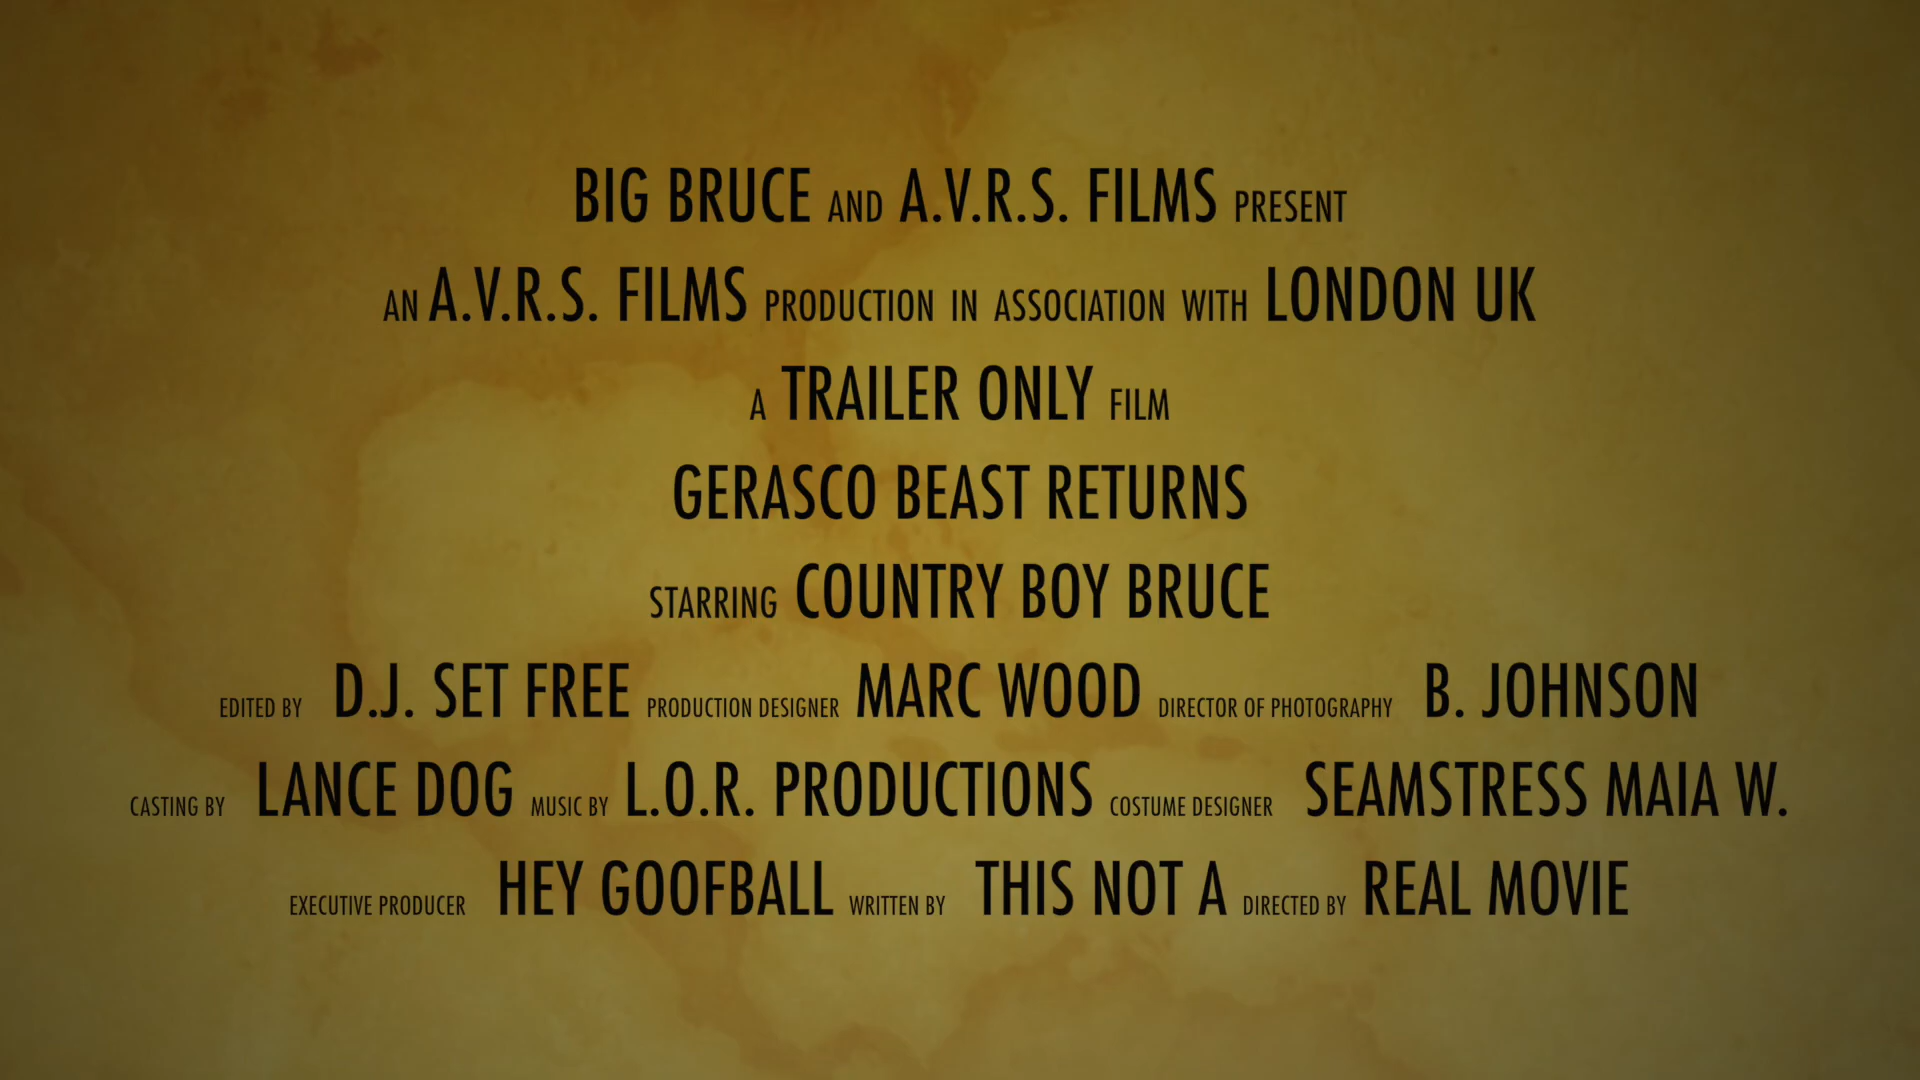 BIG BRUCE AND A.V.R.S. FILMS PRESENT
AN A.V.R.S. FILMS PRODUCTION IN ASSOCIATION WITH LONDON UK
A TRAILER ONLY FILM
GERASCO BEAST RETURNS
STARRING COUNTRY BOY BRUCE
EDITED BY D.J. SET FREE PRODUCTION DESIGNER MARC WOOD DIRECTOR OF PHOTOGRAPHY B. JOHNSON
CASTING BY LANCE DOG MUSIC BY L.O.R. PRODUCTIONS COSTUME DESIGNER SEAMSTRESS MAIA W.
EXECUTIVE PRODUCER HEY GOOFBALL WRITTEN BY THIS NOT A DIRECTED BY REAL MOVIE